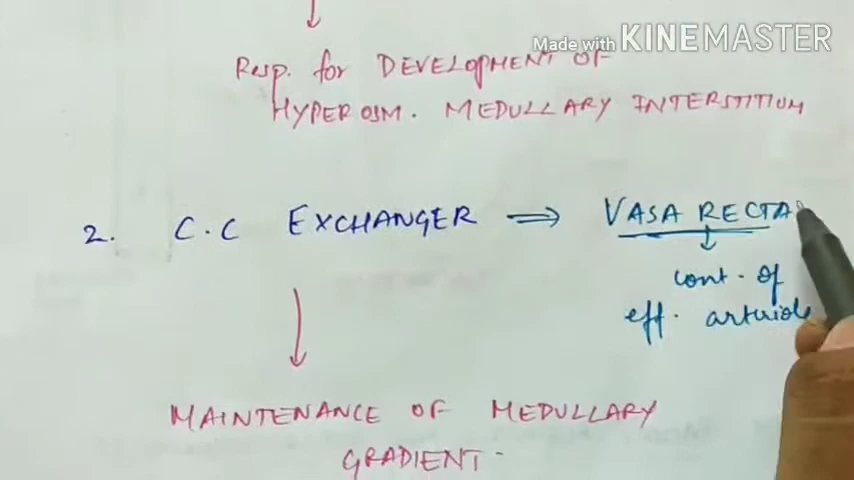 Made with KINEMASTER
Resp. for DEVELOPMENT OF
HYPEROSM. MEDULLARY INTERSTITIUM
2. C.C EXCHANGER ⇒ VASA RECTA
cont. of
eff. arteriole
MAINTENANCE OF MEDULLARY
GRADIENT.